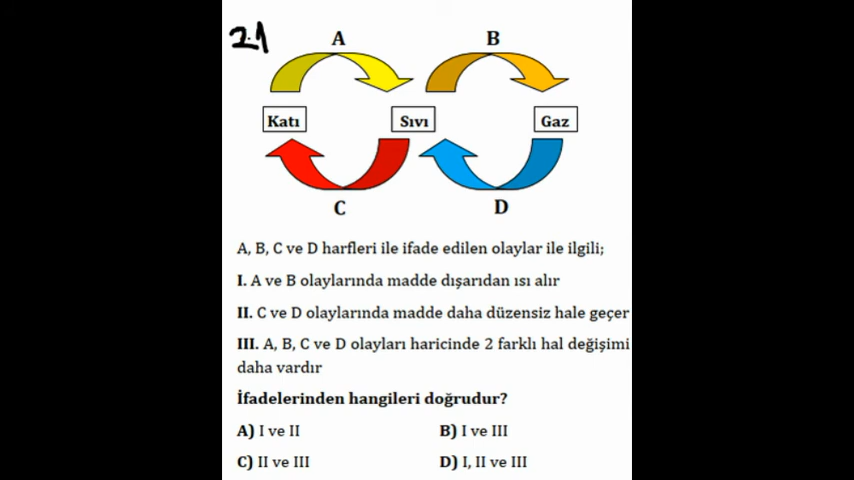 21
A B
Katı Sıvı Gaz
C D
A, B, C ve D harfleri ile ifade edilen olaylar ile ilgili;
I. A ve B olaylarında madde dışarıdan ısı alır
II. C ve D olaylarında madde daha düzensiz hale geçer
III. A, B, C ve D olayları haricinde 2 farklı hal değişimi
daha vardır
İfadelerinden hangileri doğrudur?
A) I ve II B) I ve III
C) II ve III D) I, II ve III